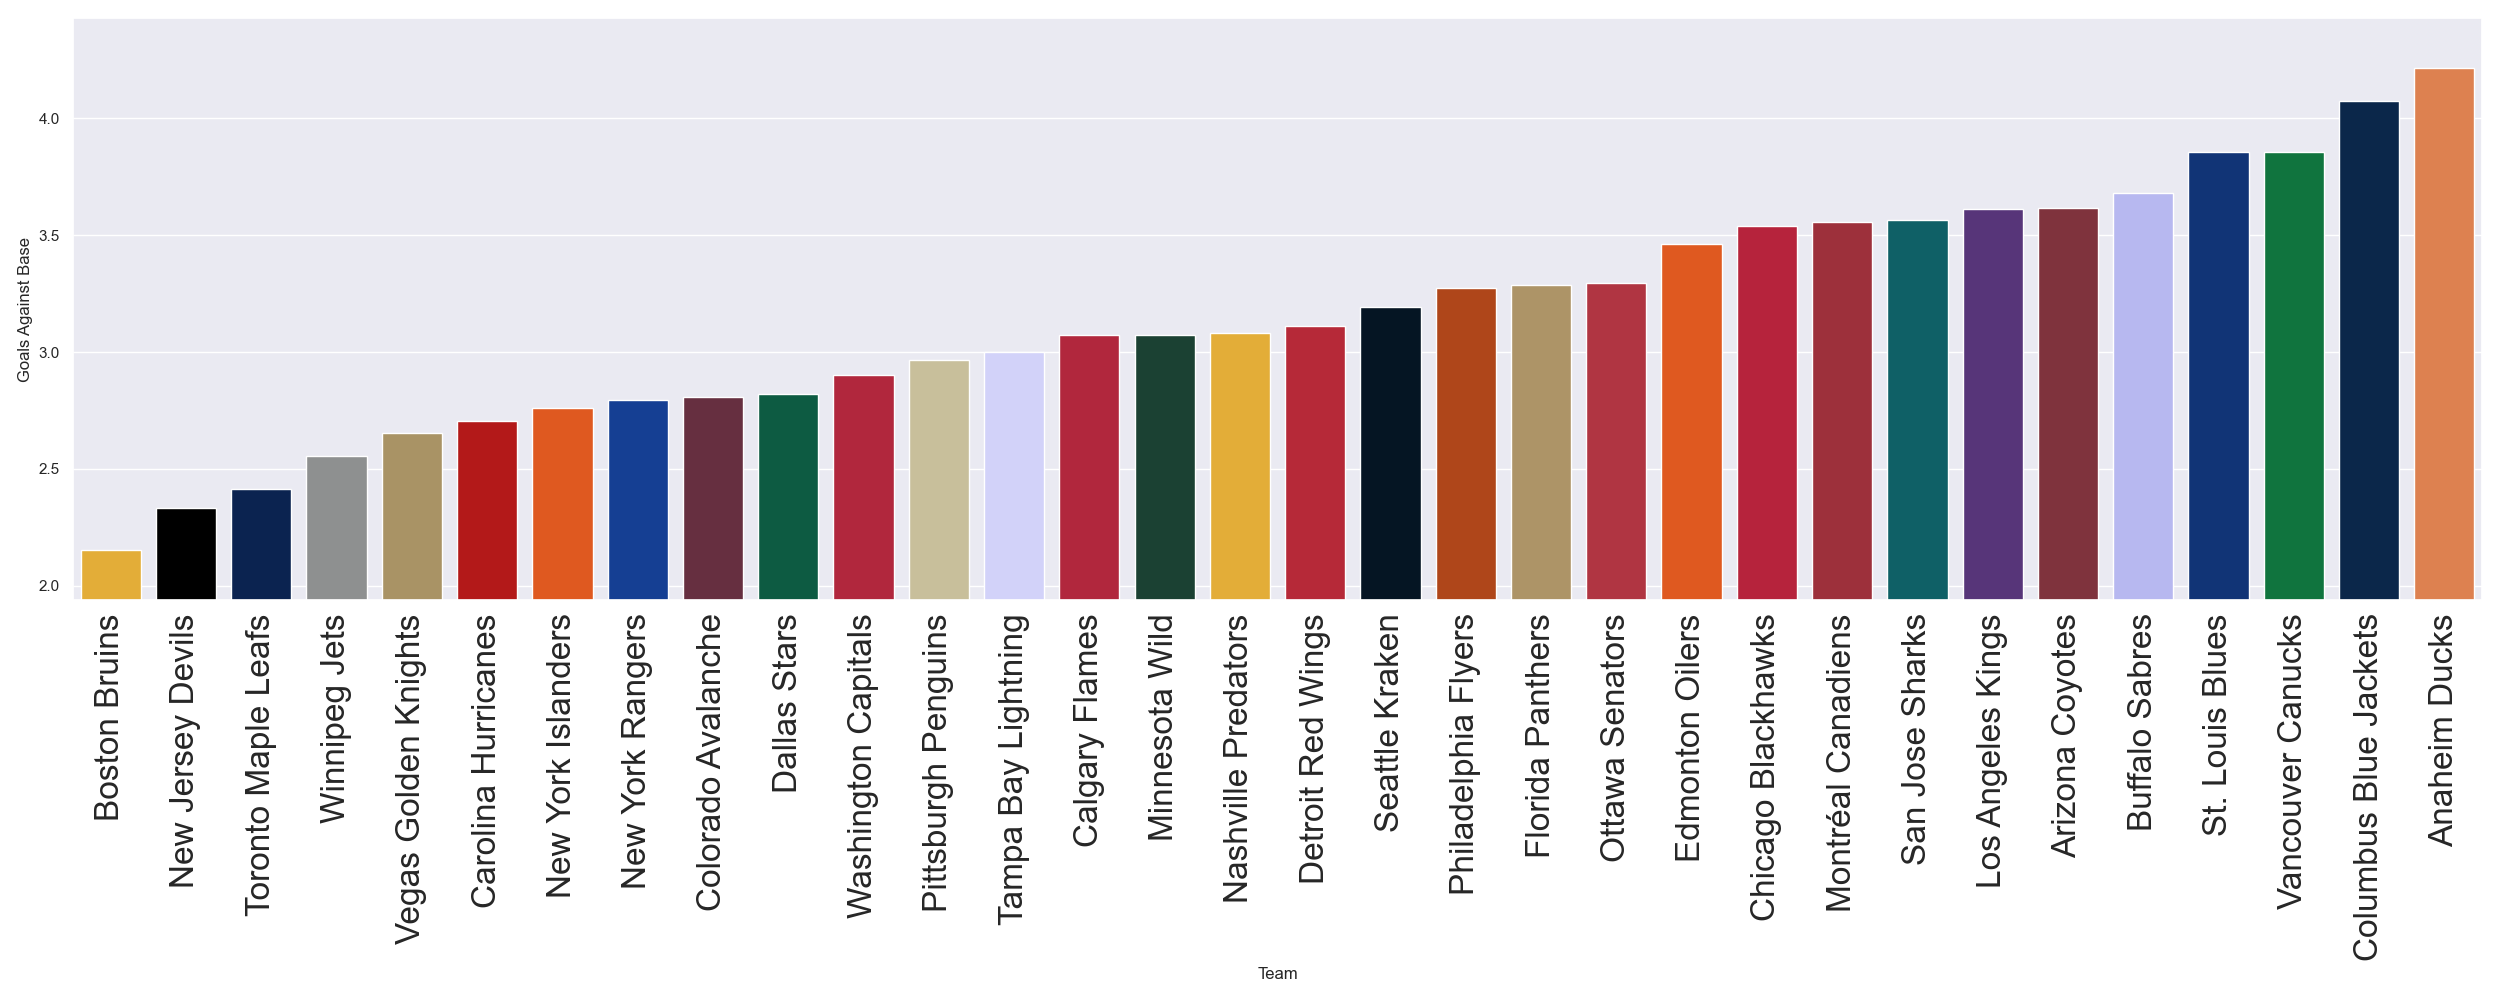 4.0
3.5
3.0
2.5
2.0
Goals Against Base
Boston Bruins
New Jersey Devils
Toronto Maple Leafs
Winnipeg Jets
Vegas Golden Knights
Carolina Hurricanes
New York Islanders
New York Rangers
Colorado Avalanche
Dallas Stars
Washington Capitals
Pittsburgh Penguins
Tampa Bay Lightning
Calgary Flames
Minnesota Wild
Nashville Predators
Detroit Red Wings
Seattle Kraken
Philadelphia Flyers
Florida Panthers
Ottawa Senators
Edmonton Oilers
Chicago Blackhawks
Montréal Canadiens
San Jose Sharks
Los Angeles Kings
Arizona Coyotes
Buffalo Sabres
St. Louis Blues
Vancouver Canucks
Columbus Blue Jackets
Anaheim Ducks
Team